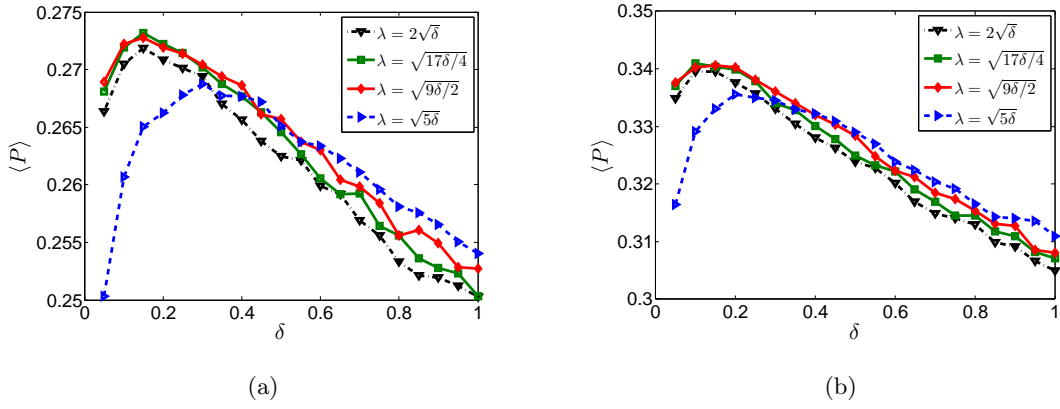 0.275
0.27
0.265
0.26
0.255
0.25
⟨P⟩
0 0.2 0.4 0.6 0.8 1
δ
λ = 2√δ
λ = √17δ/4
λ = √9δ/2
λ = √5δ
(a)
0.35
0.34
0.33
0.32
0.31
0.3
⟨P⟩
0 0.2 0.4 0.6 0.8 1
δ
λ = 2√δ
λ = √17δ/4
λ = √9δ/2
λ = √5δ
(b)